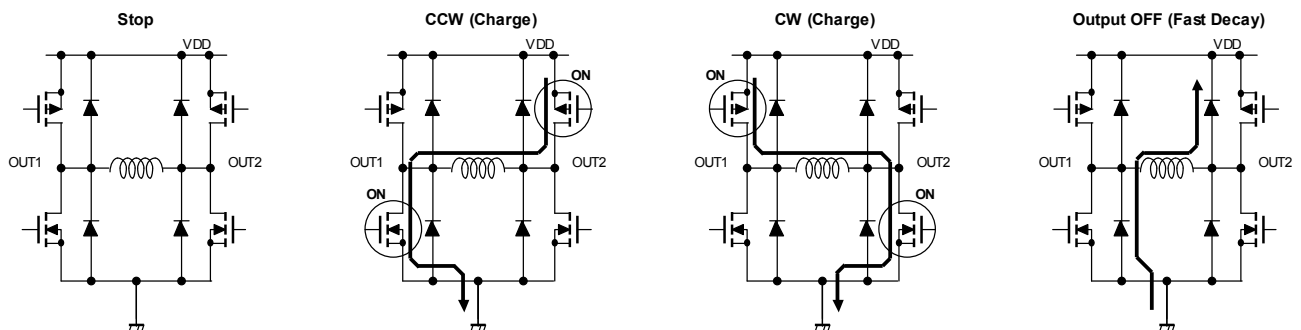 Stop
VDD
OUT1
OUT2
CCW (Charge)
VDD
ON
OUT1
OUT2
ON
CW (Charge)
VDD
ON
OUT1
OUT2
ON
Output OFF (Fast Decay)
VDD
OUT1
OUT2